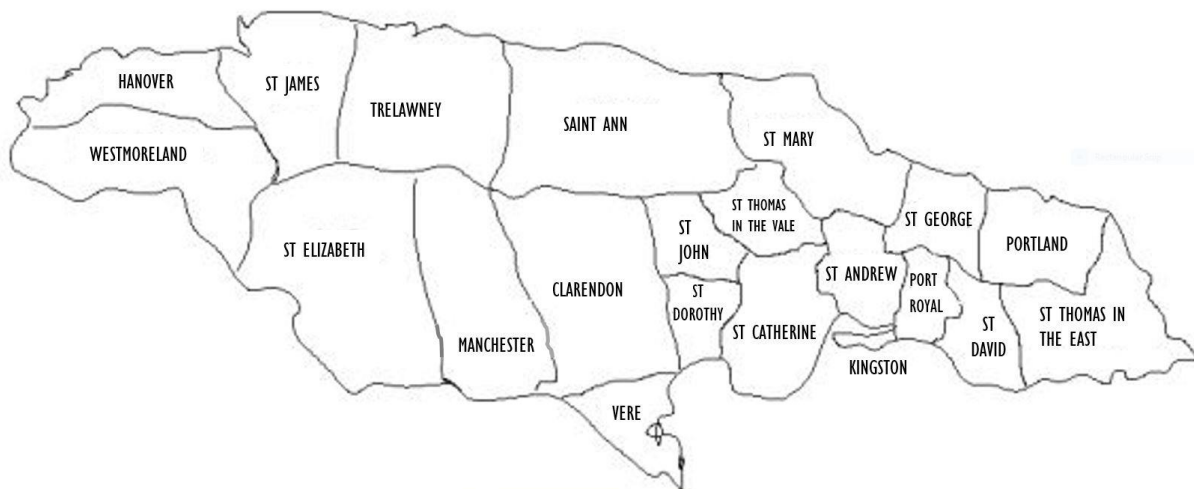 HANOVER
ST JAMES
TRELAWNEY
SAINT ANN
ST MARY
WESTMORELAND
ST THOMAS
IN THE VALE
ST GEORGE
ST
JOHN
PORTLAND
ST ELIZABETH
ST ANDREW
PORT
ROYAL
CLARENDON
ST
DOROTHY
ST THOMAS IN
THE EAST
ST CATHERINE
ST
DAVID
MANCHESTER
KINGSTON
VERE